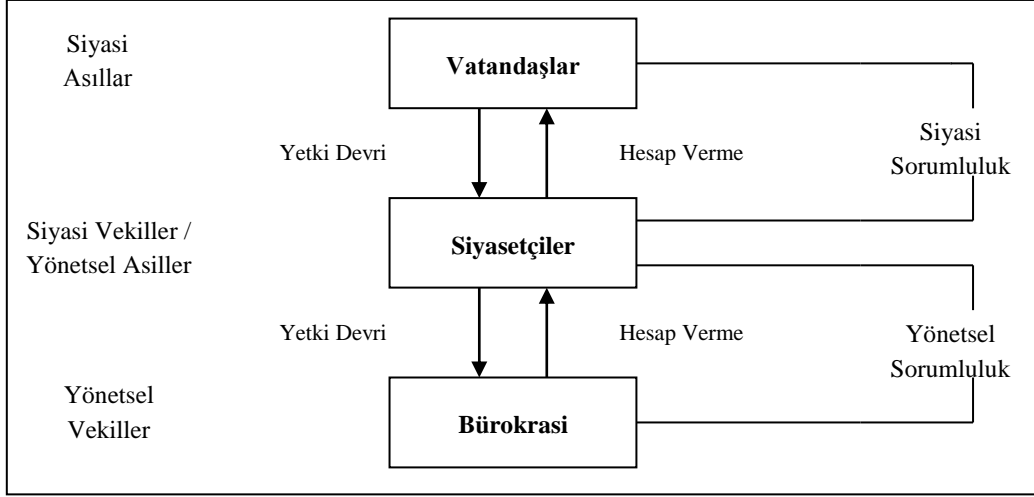 Siyasi
Asıllar
Vatandaşlar
Siyasi
Sorumluluk
Yetki Devri
Hesap Verme
Siyasi Vekiller /
Yönetsel Asiller
Siyasetçiler
Yetki Devri
Hesap Verme
Yönetsel
Sorumluluk
Yönetsel
Vekiller
Bürokrasi